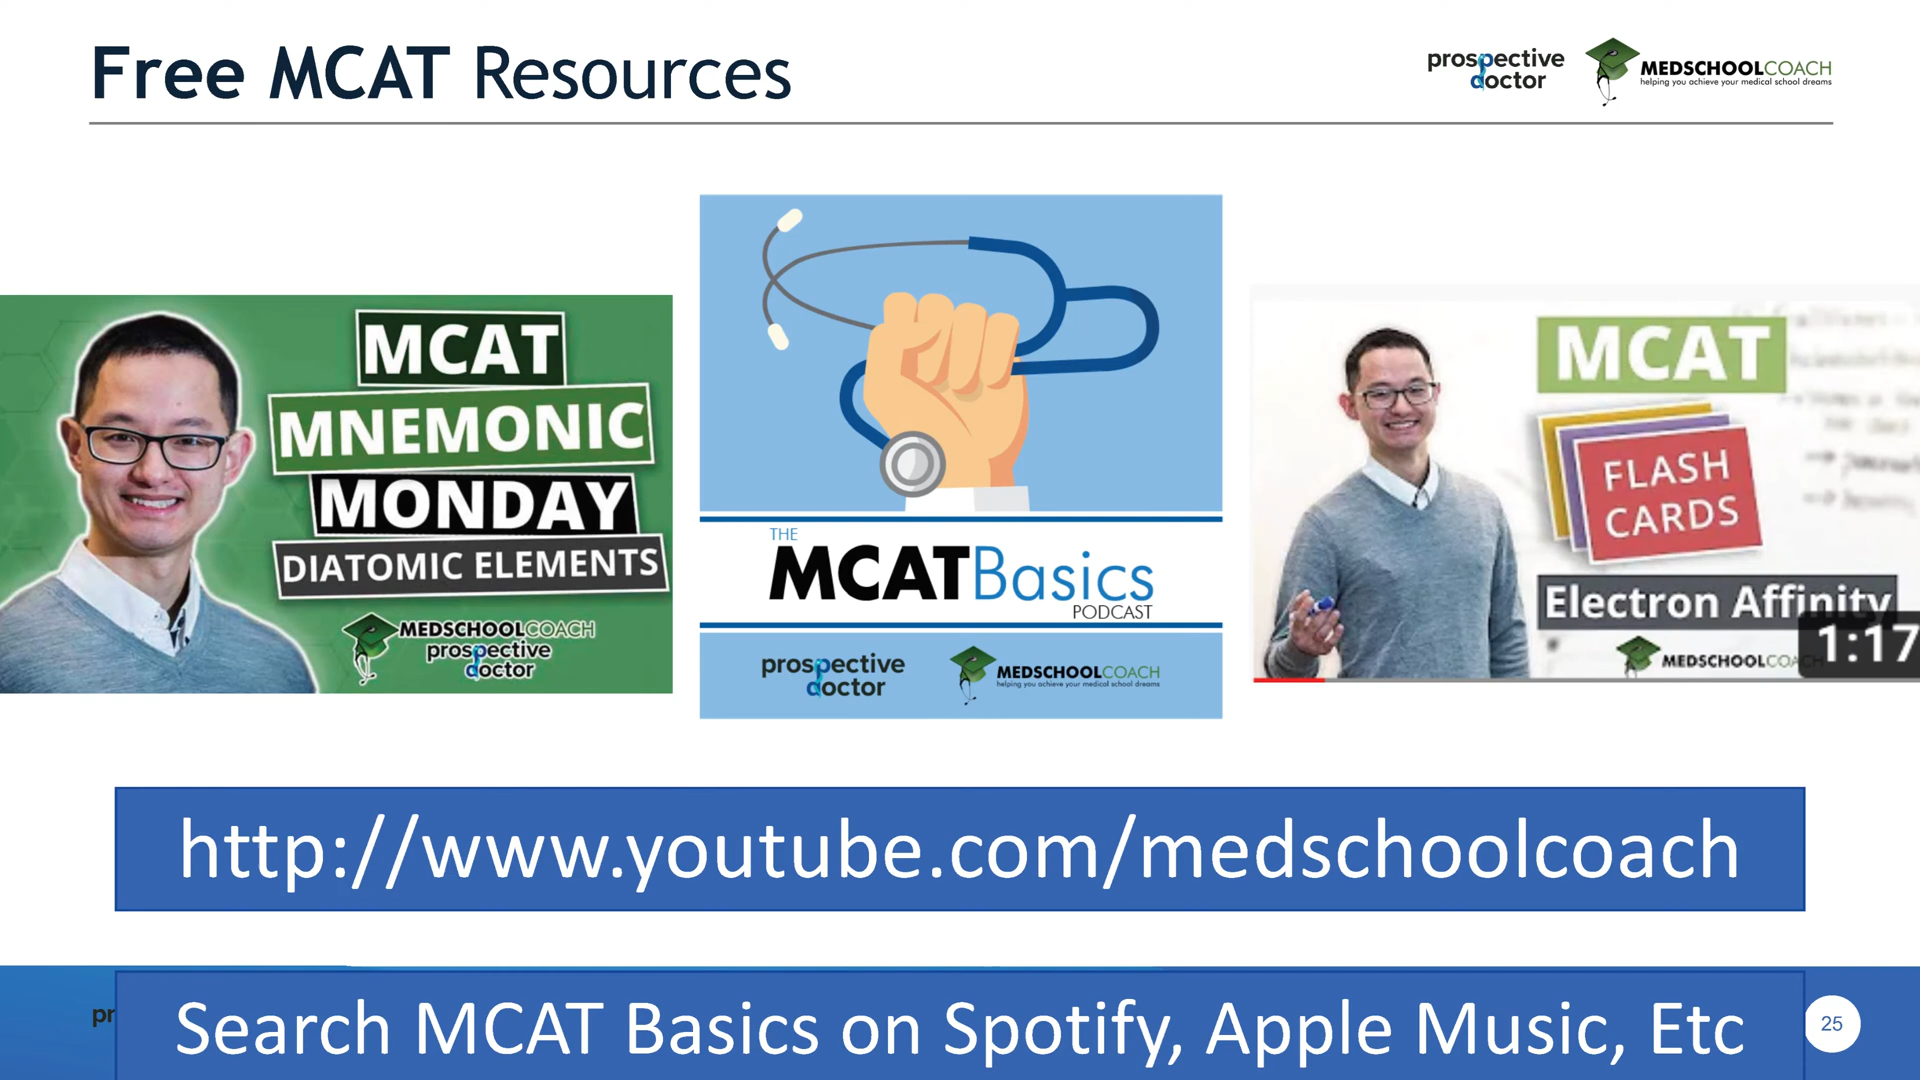 Free MCAT Resources
prospective
doctor
MEDSCHOOLCOACH
helping you achieve your medical school dreams
MCAT
MNEMONIC
MONDAY
DIATOMIC ELEMENTS
MEDSCHOOLCOACH
prospective
doctor
THE
MCATBasics
PODCAST
prospective
doctor
MEDSCHOOLCOACH
helping you achieve your medical school dreams
MCAT
FLASH
CARDS
Electron Affinity
MEDSCHOOLCOA
1:17
http://www.youtube.com/medschoolcoach
pr
Search MCAT Basics on Spotify, Apple Music, Etc
25